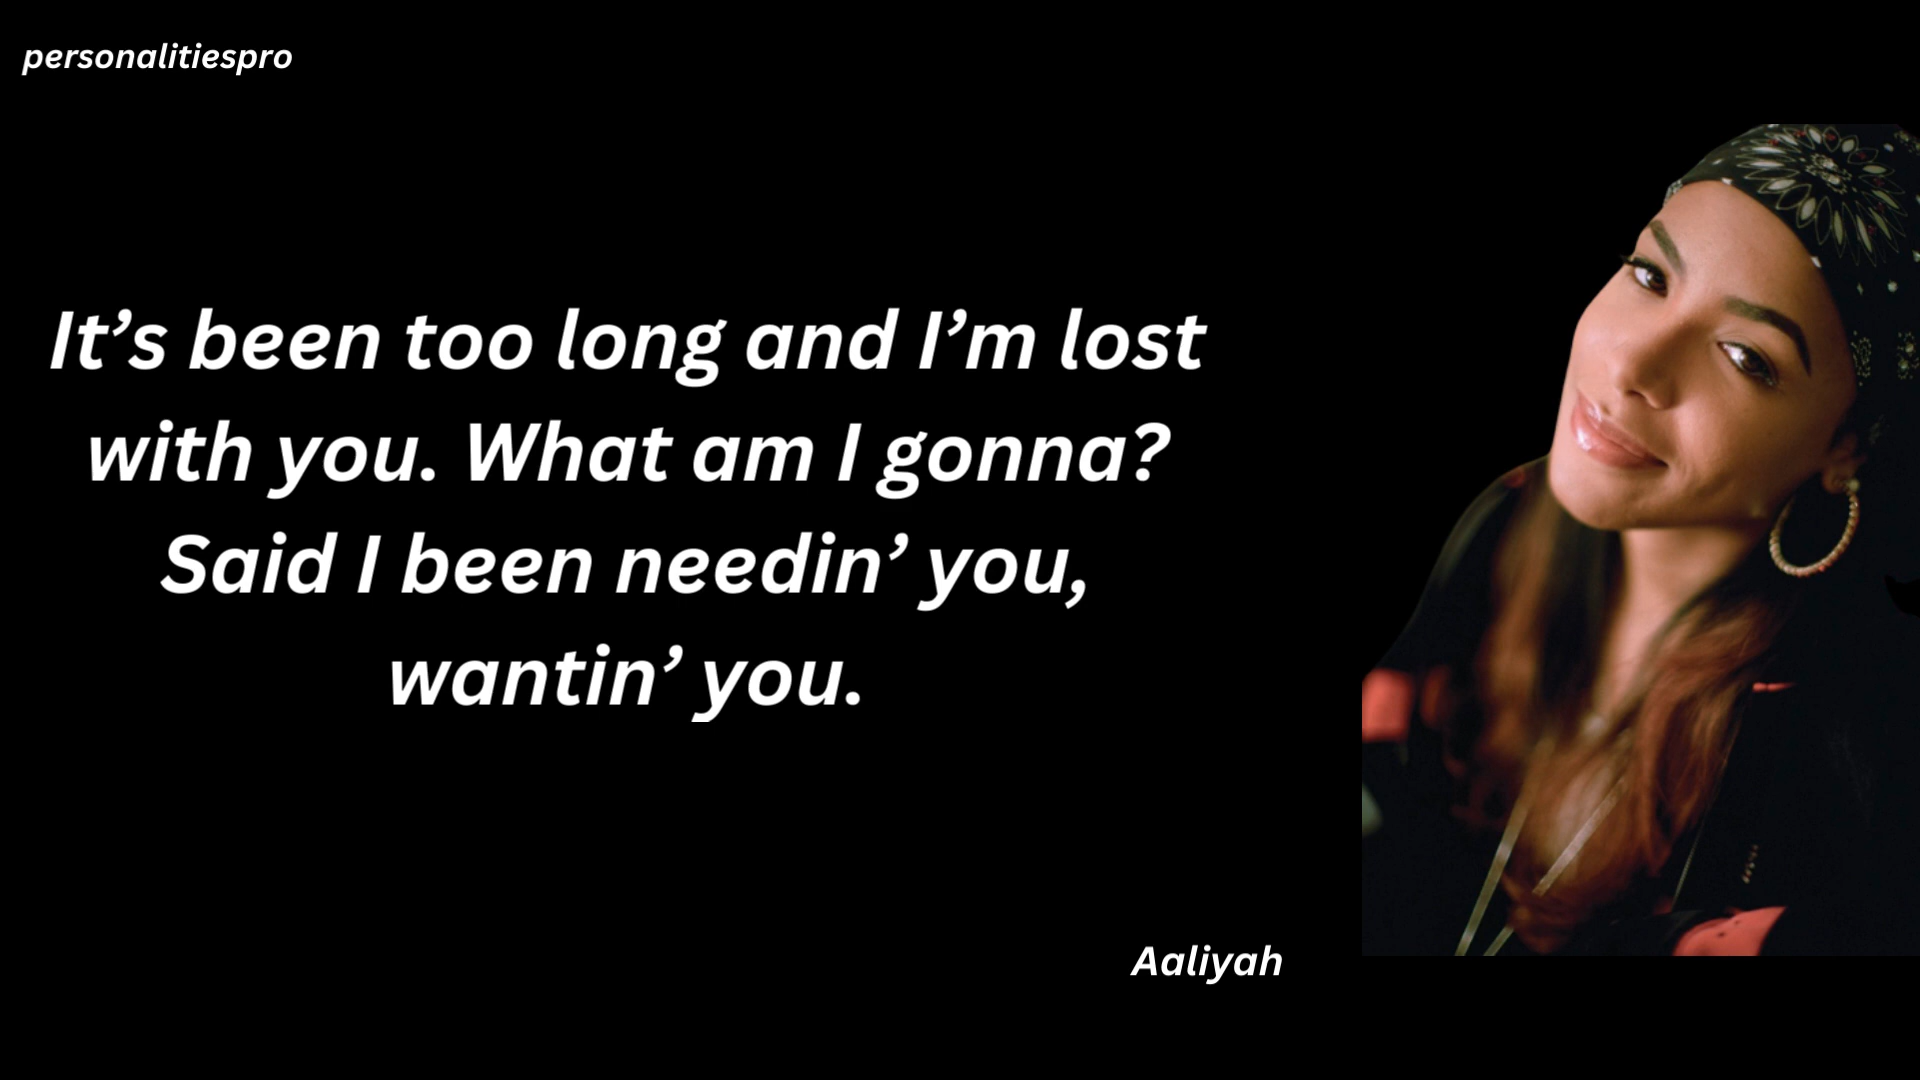 personalitiespro
It’s been too long and I’m lost
with you. What am I gonna?
Said I been needin’ you,
wantin’ you.
Aaliyah